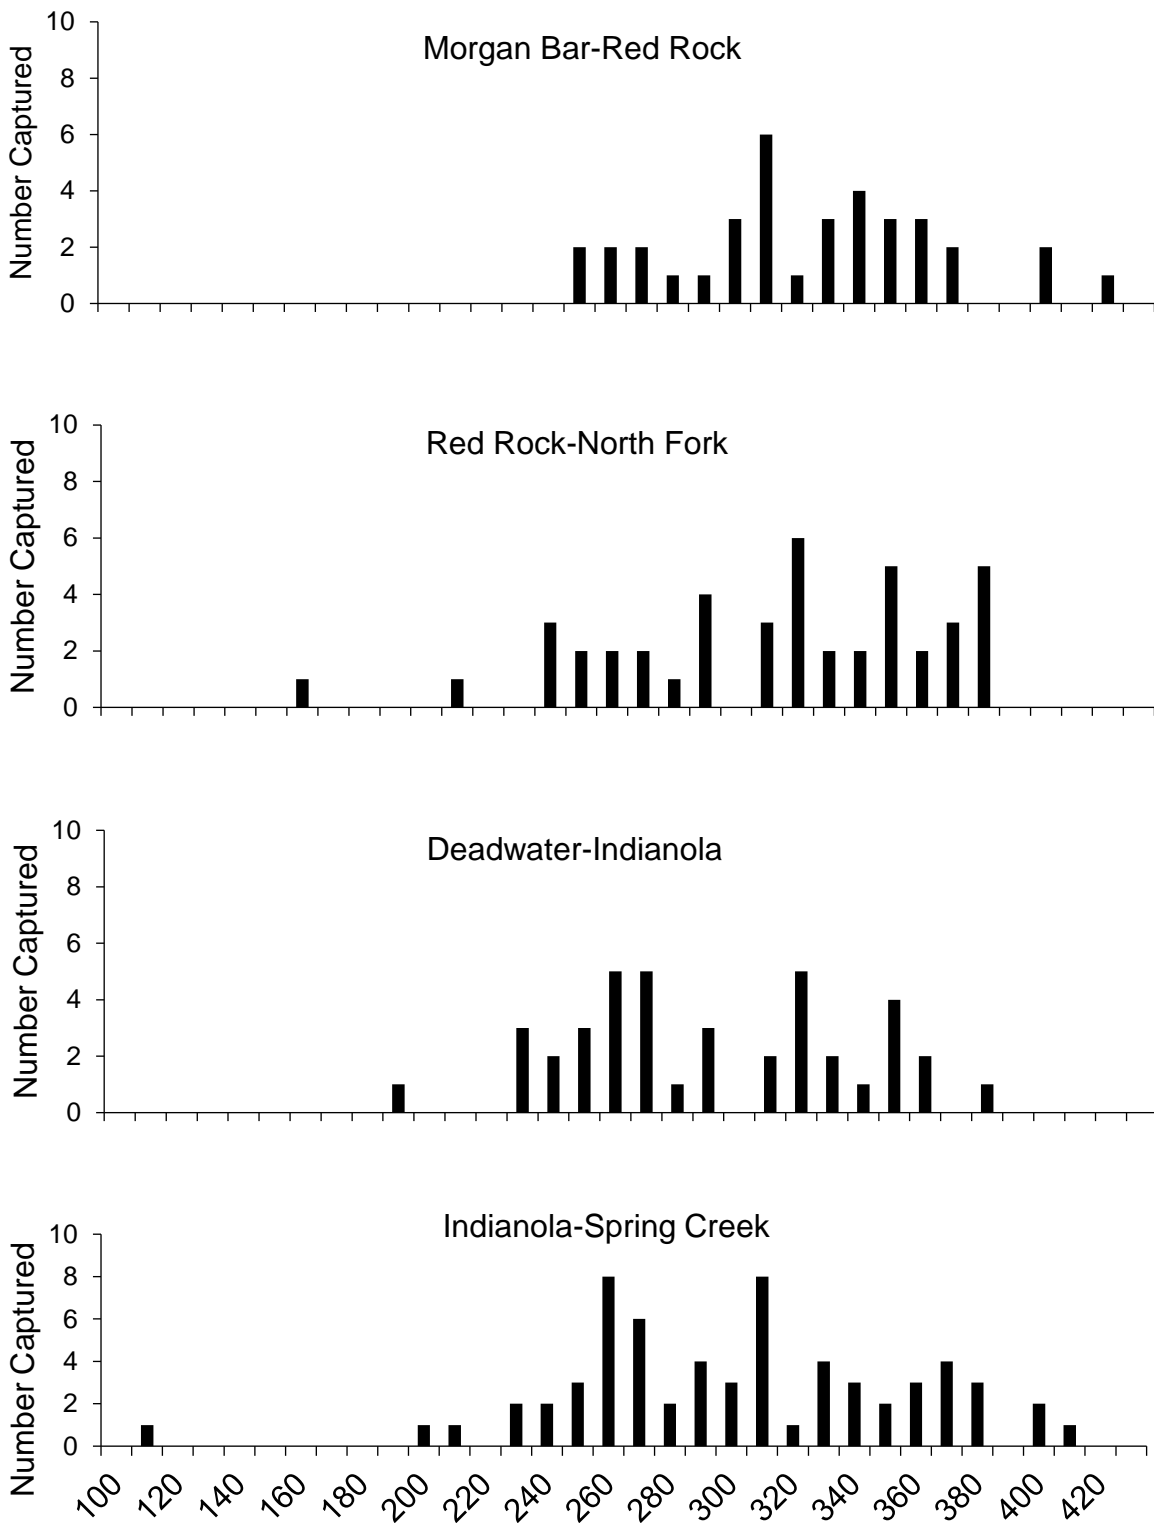 Morgan Bar-Red Rock
Number Captured
10
8
6
4
2
0
Red Rock-North Fork
Number Captured
10
8
6
4
2
0
Deadwater-Indianola
Number Captured
10
8
6
4
2
0
Indianola-Spring Creek
Number Captured
10
8
6
4
2
0
100 120 140 160 180 200 220 240 260 280 300 320 340 360 380 400 420